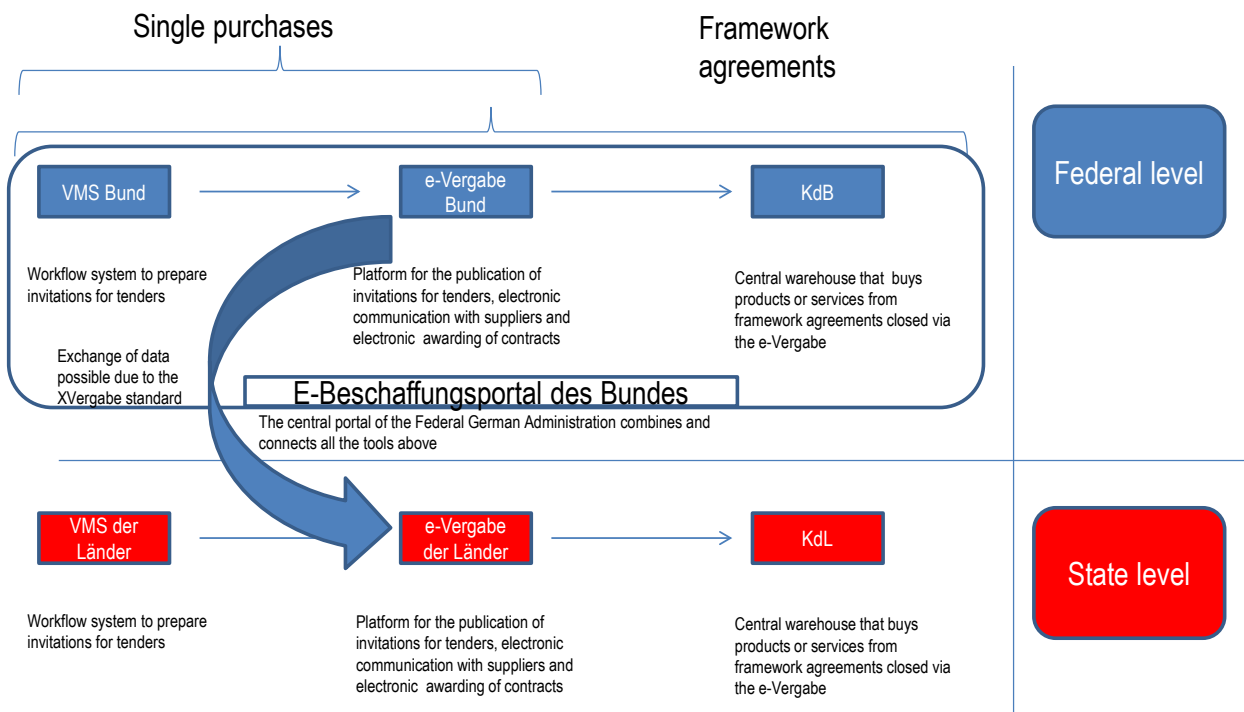 Single purchases
Framework
agreements
VMS Bund
e-Vergabe
Bund
KdB
Federal level
Workflow system to prepare
invitations for tenders
Platform for the publication of
invitations for tenders, electronic
communication with suppliers and
electronic awarding of contracts
Central warehouse that buys
products or services from
framework agreements closed via
the e-Vergabe
Exchange of data
possible due to the
XVergabe standard
E-Beschaffungsportal des Bundes
The central portal of the Federal German Administration combines and
connects all the tools above
VMS der
Länder
e-Vergabe
der Länder
KdL
State level
Workflow system to prepare
invitations for tenders
Platform for the publication of
invitations for tenders, electronic
communication with suppliers and
electronic awarding of contracts
Central warehouse that buys
products or services from
framework agreements closed via
the e-Vergabe